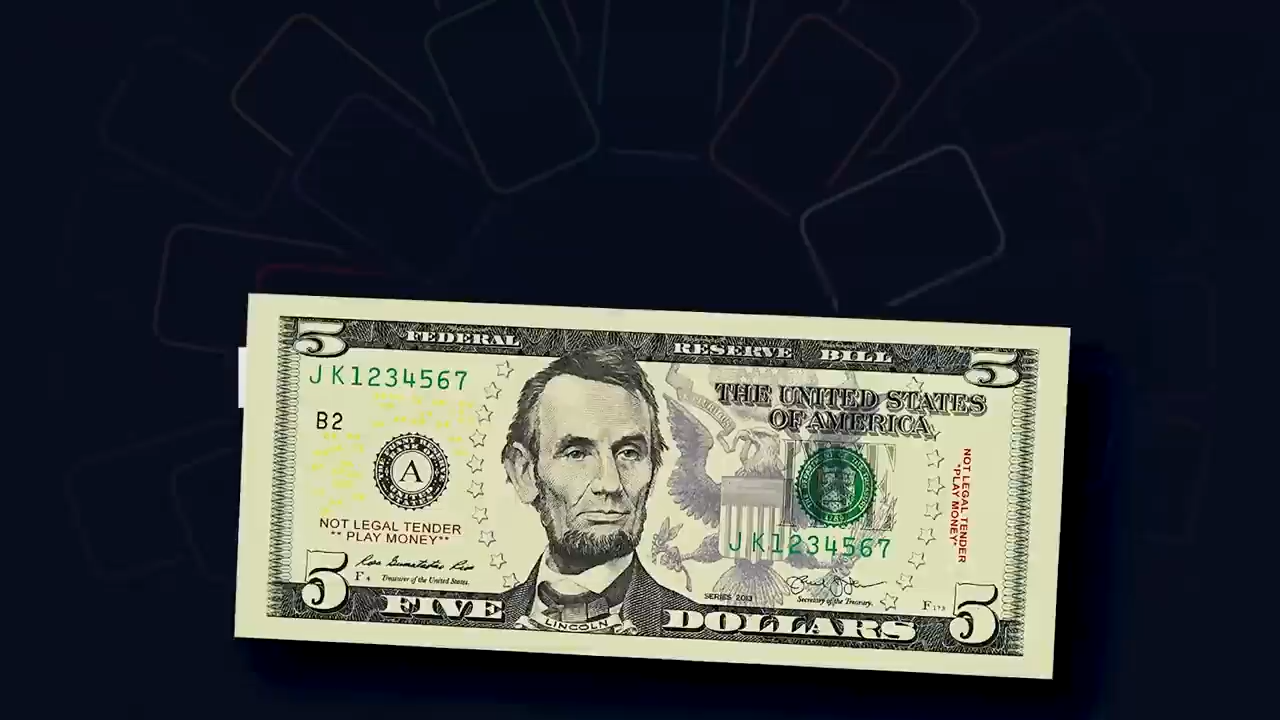 5 FEDERAL RESERVE BILL 5
JK1234567
THE UNITED STATES
OF AMERICA
B2
A
NOT LEGAL TENDER
** PLAY MONEY**
NOT LEGAL TENDER
*PLAY MONEY*
JK1234567
F 4
Treasurer of the United States.
SERIES 2013
Secretary of the Treasury.
5 FIVE
LINCOLN
DOLLARS 5